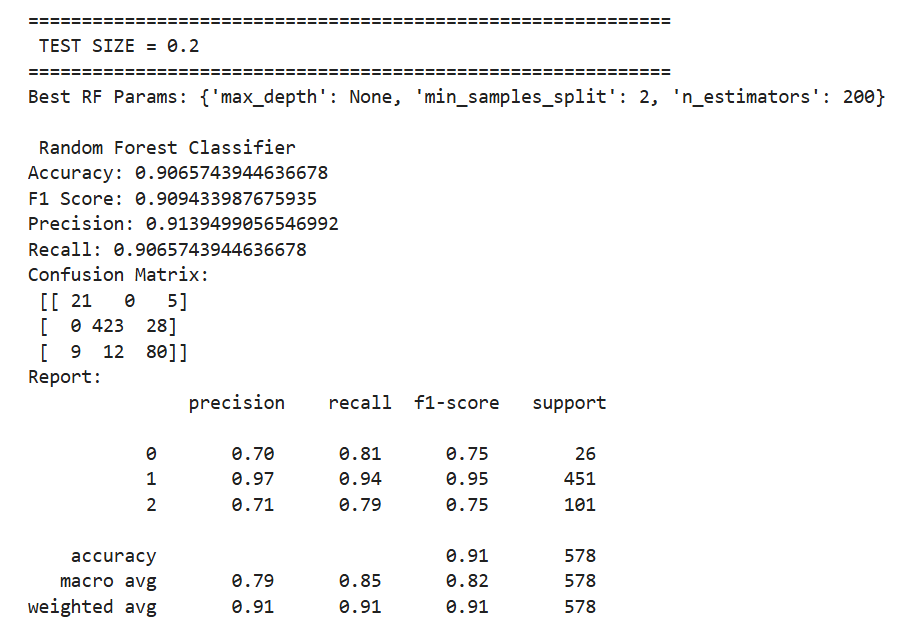 ============================================================
 TEST SIZE = 0.2
============================================================
Best RF Params: {'max_depth': None, 'min_samples_split': 2, 'n_estimators': 200}

 Random Forest Classifier
Accuracy: 0.9065743944636678
F1 Score: 0.909433987675935
Precision: 0.9139499056546992
Recall: 0.9065743944636678
Confusion Matrix:
 [[ 21   0   5]
 [  0 423  28]
 [  9  12  80]]
Report:
               precision    recall  f1-score   support

           0       0.70      0.81      0.75        26
           1       0.97      0.94      0.95       451
           2       0.71      0.79      0.75       101

    accuracy                           0.91       578
   macro avg       0.79      0.85      0.82       578
weighted avg       0.91      0.91      0.91       578